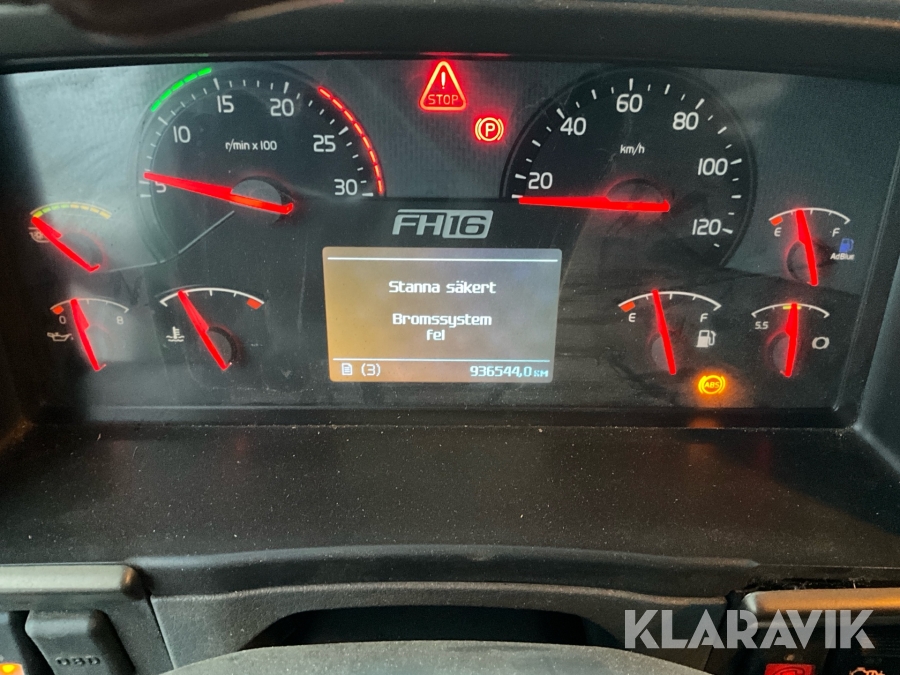 STOP
P
5 10 15 20 25 30
r/min x 100
20 40 60 80 100 120
km/h
FH16
E F
AdBlue
Stanna säkert
Bromssystem
fel
(3) 936544,0 KM
0 8
E F
5.5
ABS
OBD
KLARAVIK